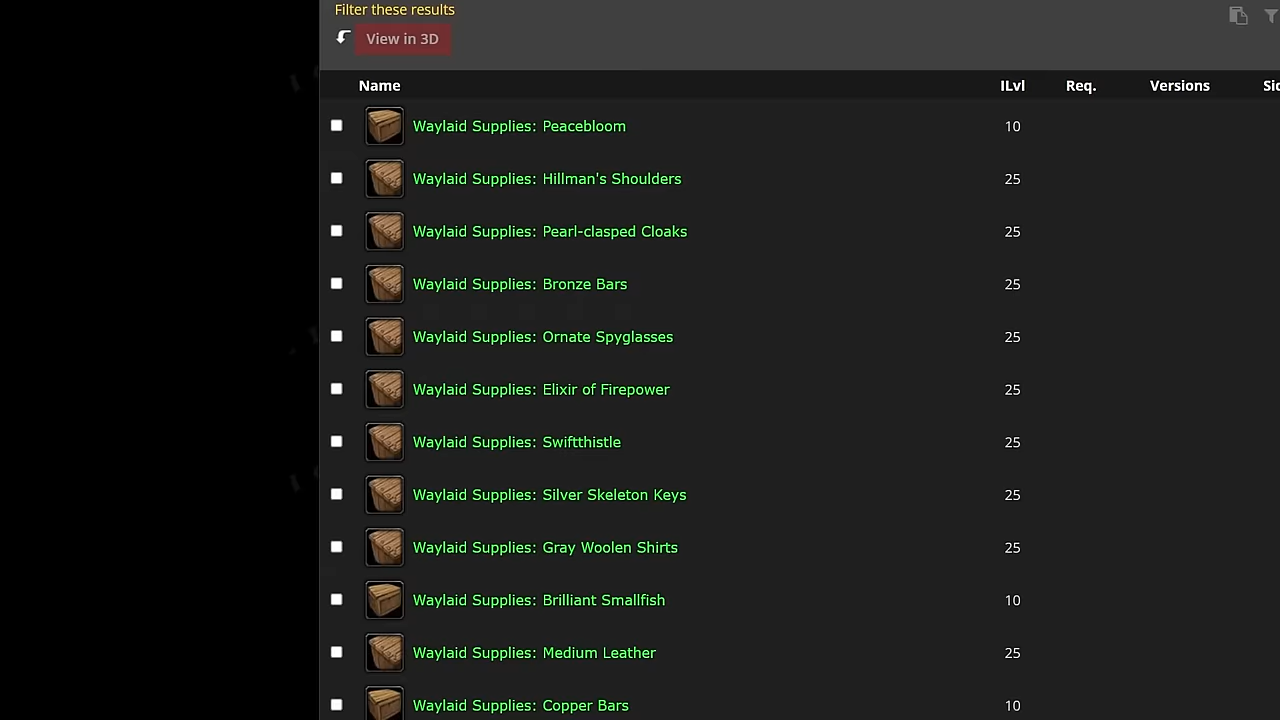 Filter these results
View in 3D
Name ILvl Req. Versions
Waylaid Supplies: Peacebloom 10
Waylaid Supplies: Hillman's Shoulders 25
Waylaid Supplies: Pearl-clasped Cloaks 25
Waylaid Supplies: Bronze Bars 25
Waylaid Supplies: Ornate Spyglasses 25
Waylaid Supplies: Elixir of Firepower 25
Waylaid Supplies: Swiftthistle 25
Waylaid Supplies: Silver Skeleton Keys 25
Waylaid Supplies: Gray Woolen Shirts 25
Waylaid Supplies: Brilliant Smallfish 10
Waylaid Supplies: Medium Leather 25
Waylaid Supplies: Copper Bars 10